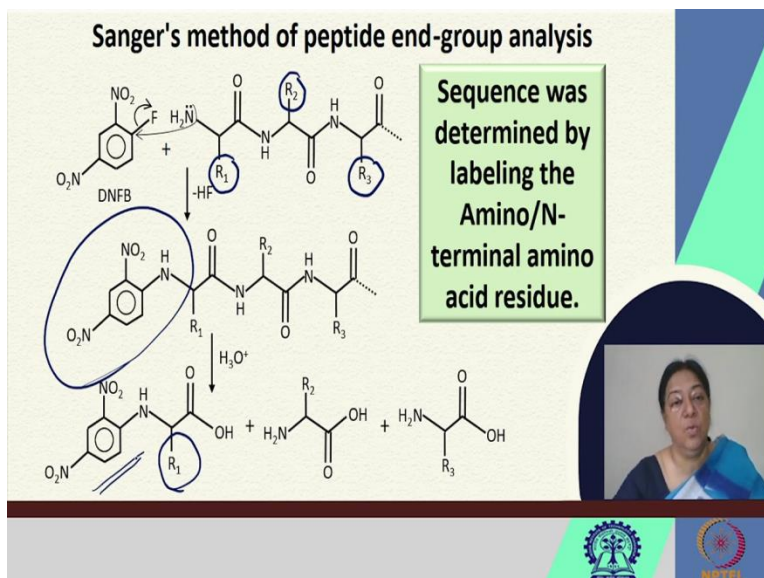 Sanger's method of peptide end-group analysis
NO₂
F
H₂N̈
R₁
O
N
H
R₂
O
H
N
R₃
O
O₂N
+
DNFB
-HF
NO₂
H
N
R₁
O
N
H
R₂
O
H
N
R₃
O
O₂N
H₃O⁺
NO₂
H
N
O
OH
R₁
O₂N
+
R₂
H₂N
OH
O
+
H₂N
O
OH
R₃
Sequence was
determined by
labeling the
Amino/N-
terminal amino
acid residue.
NPTEL